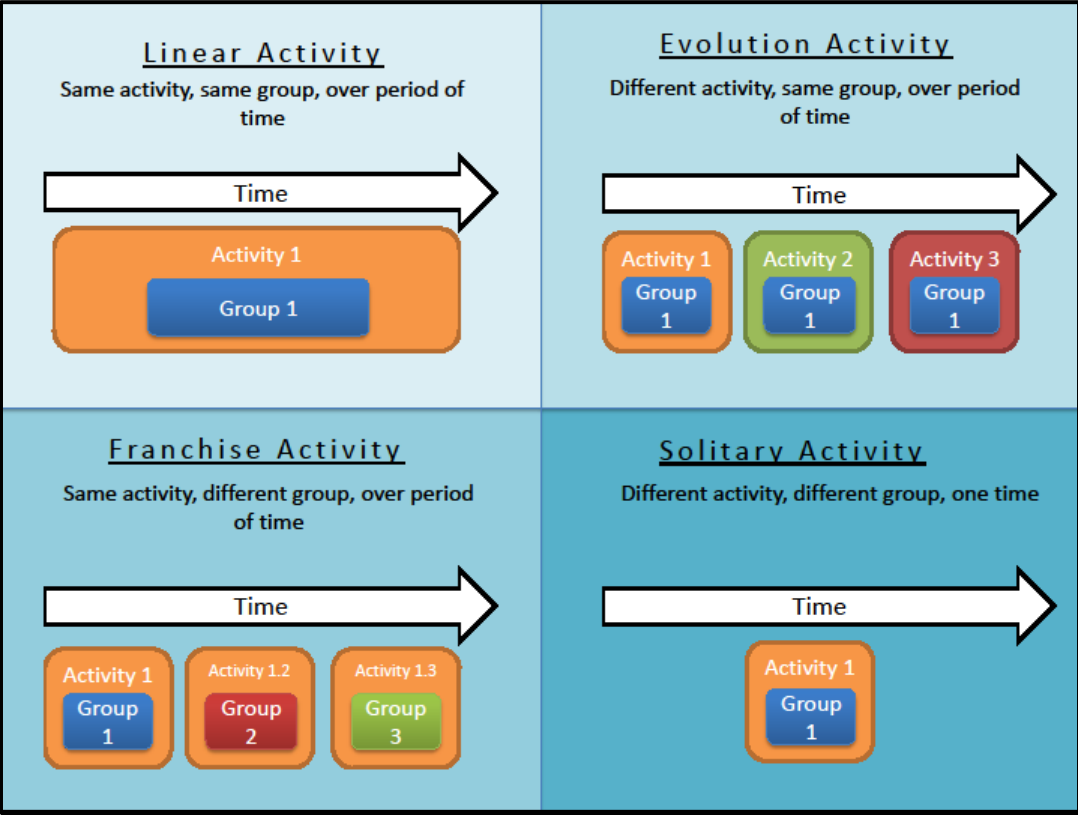 Linear Activity
Same activity, same group, over period of
time
Time
Activity 1
Group 1
Evolution Activity
Different activity, same group, over period
of time
Time
Activity 1
Group
1
Activity 2
Group
1
Activity 3
Group
1
Franchise Activity
Same activity, different group, over period
of time
Time
Activity 1
Group
1
Activity 1.2
Group
2
Activity 1.3
Group
3
Solitary Activity
Different activity, different group, one time
Time
Activity 1
Group
1